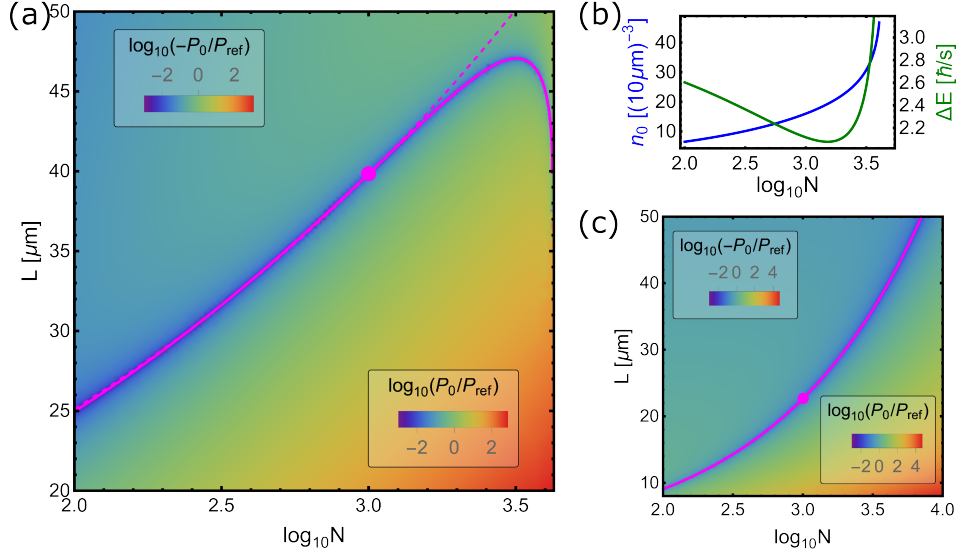 (a)
50
45
40
35
30
25
20
L [μm]
log10(-P0/Pref)
-2 0 2
log10(P0/Pref)
-2 0 2
2.0 2.5 3.0 3.5
log10N
(b)
n0 [(10μm)^-3]
40
30
20
10
3.0
2.8
2.6
2.4
2.2
ΔE [ℏ/s]
2.0 2.5 3.0 3.5
log10N
(c)
50
40
30
20
10
L [μm]
log10(-P0/Pref)
-2 0 2 4
log10(P0/Pref)
-2 0 2 4
2.0 2.5 3.0 3.5 4.0
log10N